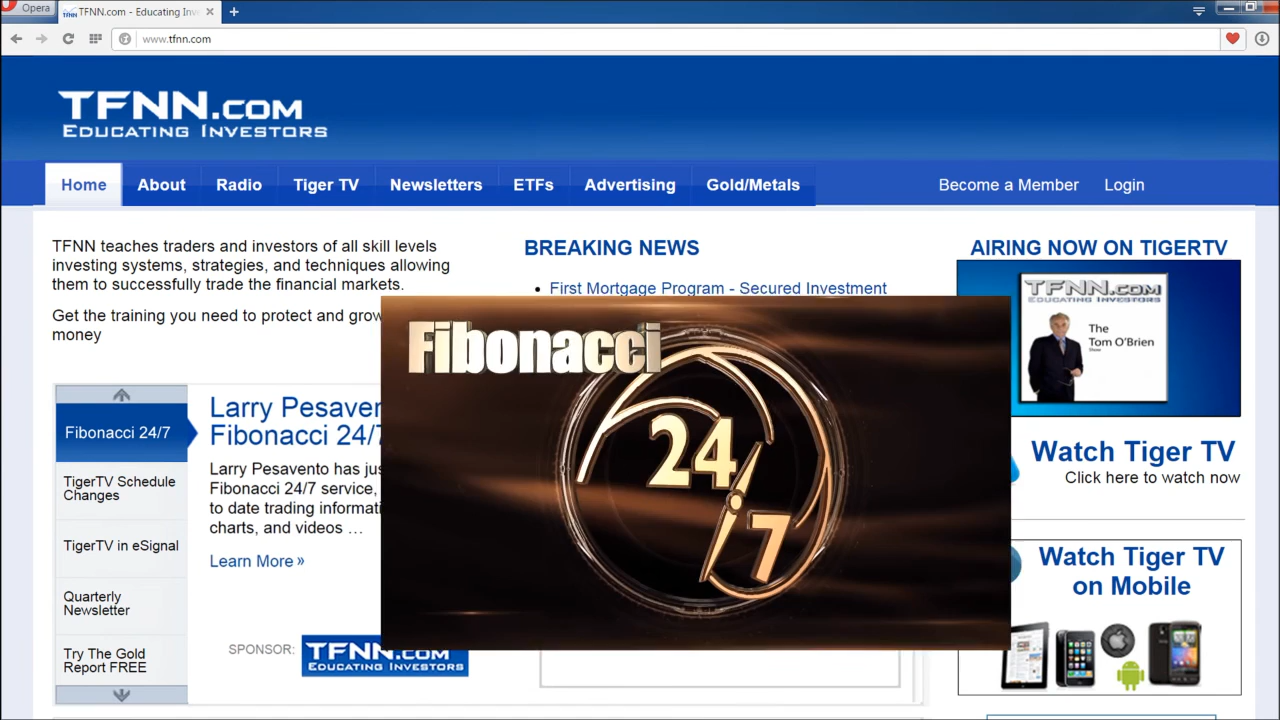 Opera
TFNN.com - Educating Inv
www.tfnn.com
TFNN.COM
EDUCATING INVESTORS
Home
About
Radio
Tiger TV
Newsletters
ETFs
Advertising
Gold/Metals
Become a Member
Login
TFNN teaches traders and investors of all skill levels
investing systems, strategies, and techniques allowing
them to successfully trade the financial markets.
Get the training you need to protect and grow
money
BREAKING NEWS
First Mortgage Program - Secured Investment
AIRING NOW ON TIGERTV
TFNN.COM
EDUCATING INVESTORS
The
Tom O'Brien
Show
Watch Tiger TV
Click here to watch now
Watch Tiger TV
on Mobile
Fibonacci 24/7
TigerTV Schedule
Changes
TigerTV in eSignal
Quarterly
Newsletter
Try The Gold
Report FREE
Larry Pesaven
Fibonacci 24/7
Larry Pesavento has jus
Fibonacci 24/7 service,
to date trading informati
charts, and videos …
Learn More »
SPONSOR:
TFNN.COM
EDUCATING INVESTORS
Fibonacci
24
7